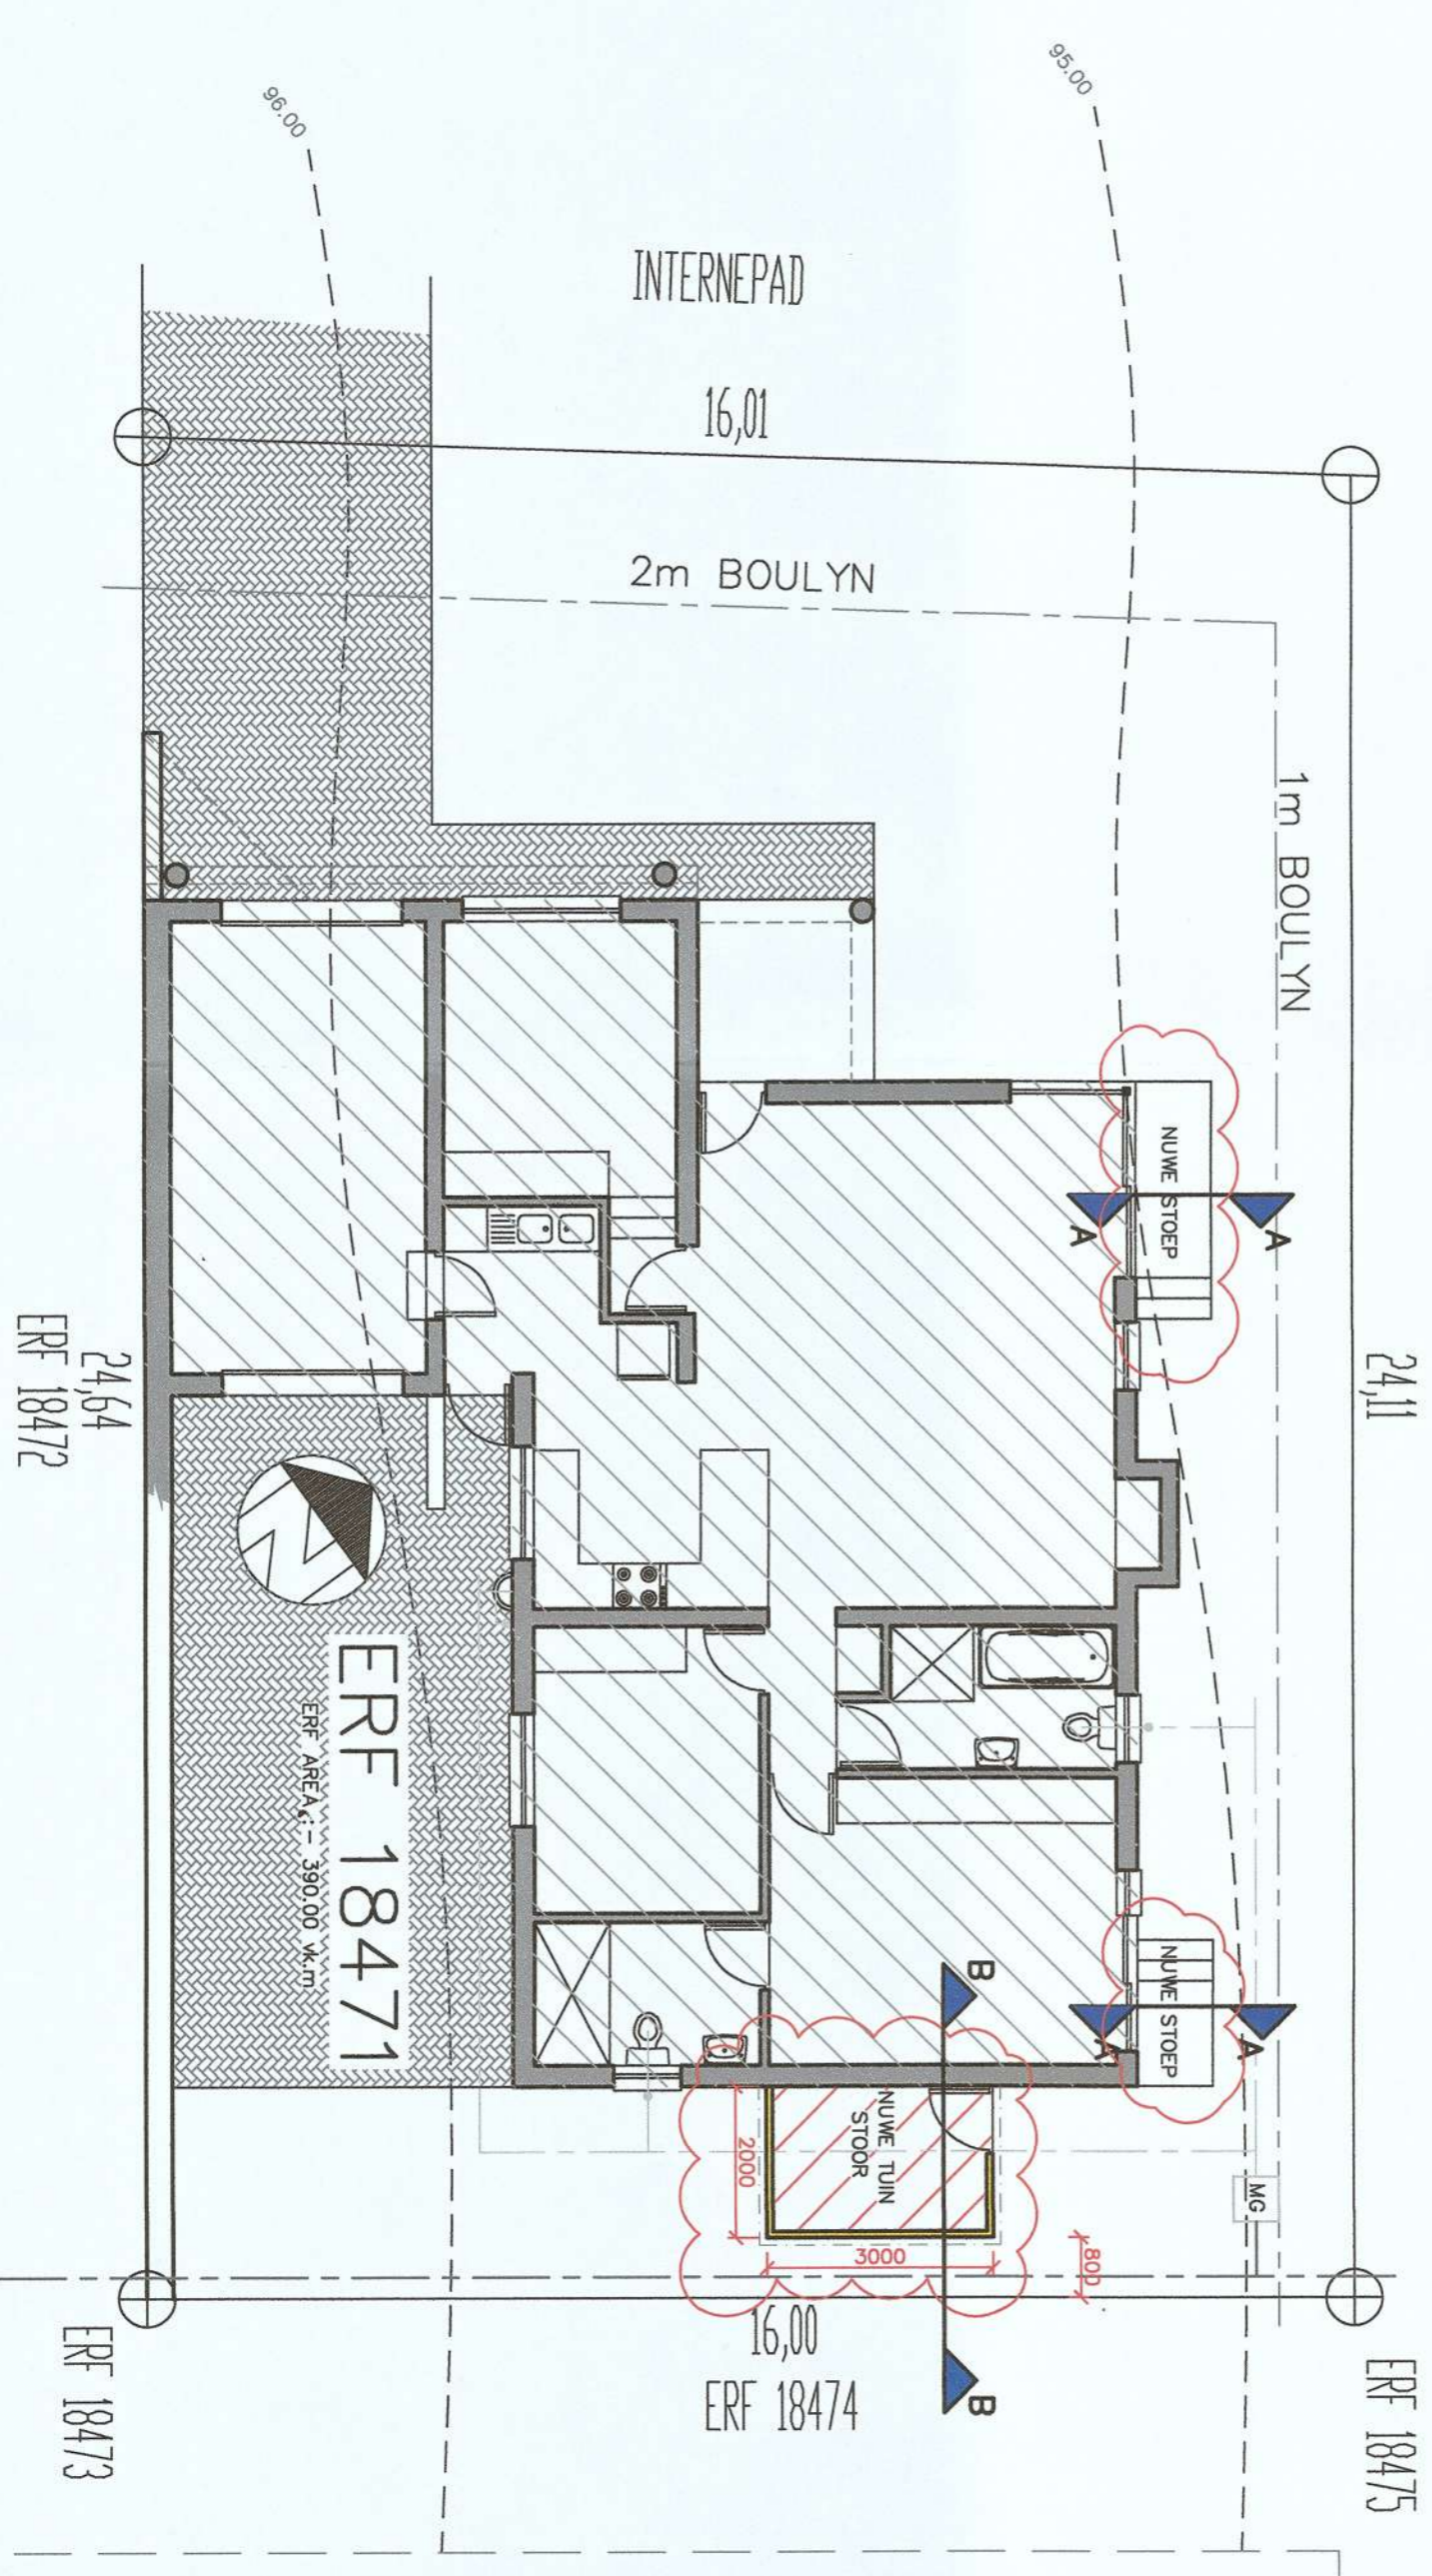 95.00
96.00
INTERNEPAD
16,01
2m BOULYN
1m BOULYN
NUWE STOEP
A
A
24,11
24,64
ERF 18472
N
ERF 18471
ERF AREA :- 390.00 vk.m
NUWE STOEP
A
A
B
NUWE TUIN
STOOR
2000
3000
800
MG
16,00
ERF 18474
B
ERF 18473
ERF 18475